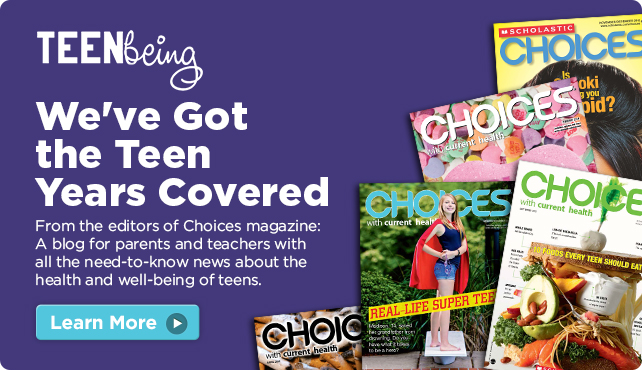 TEENbeing
We've Got
the Teen
Years Covered
From the editors of Choices magazine:
A blog for parents and teachers with
all the need-to-know news about the
health and well-being of teens.
Learn More
SCHOLASTIC
CHOICES
Is
CHOICES
with current health
CHOICES
with current heal
REAL-LIFE SUPER TEE
CHOICE
with current health
FOODS EVERY TEEN SHOULD EAT
CHOIC
with current health